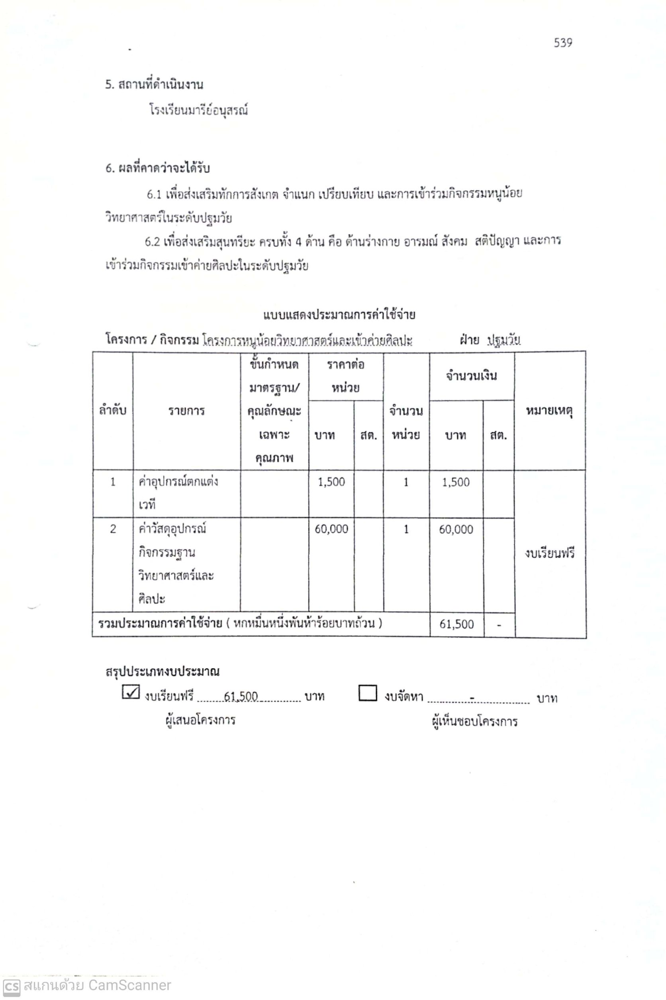 539
5. สถานที่ดำเนินงาน
โรงเรียนมารีย์อนุสรณ์
6. ผลที่คาดว่าจะได้รับ
6.1 เพื่อส่งเสริมทักการสังเกต จำแนก เปรียบเทียบ และการเข้าร่วมกิจกรรมหนูน้อย
วิทยาศาสตร์ในระดับปฐมวัย
6.2 เพื่อส่งเสริมสุนทรียะ ครบทั้ง 4 ด้าน คือ ด้านร่างกาย อารมณ์ สังคม สติปัญญา และการ
เข้าร่วมกิจกรรมเข้าค่ายศิลปะในระดับปฐมวัย
แบบแสดงประมาณการค่าใช้จ่าย
โครงการ / กิจกรรม โครงการหนูน้อยวิทยาศาสตร์และเข้าค่ายศิลปะ ฝ่าย ปฐมวัย
ลำดับ
รายการ
ขั้นกำหนด
มาตรฐาน/
คุณลักษณะ
เฉพาะ
คุณภาพ
ราคาต่อ
หน่วย
บาท สต.
จำนวน
หน่วย
จำนวนเงิน
บาท สต.
หมายเหตุ
1 ค่าอุปกรณ์ตกแต่ง 1,500 1 1,500
เวที
2 ค่าวัสดุอุปกรณ์ 60,000 1 60,000
กิจกรรมฐาน
งบเรียนฟรี
วิทยาศาสตร์และ
ศิลปะ
รวมประมาณการค่าใช้จ่าย ( หกหมื่นหนึ่งพันห้าร้อยบาทถ้วน ) 61,500 -
สรุปประเภทงบประมาณ
งบเรียนฟรี ........61,500............. บาท งบจัดหา .............-................. บาท
ผู้เสนอโครงการ ผู้เห็นชอบโครงการ
CS สแกนด้วย CamScanner